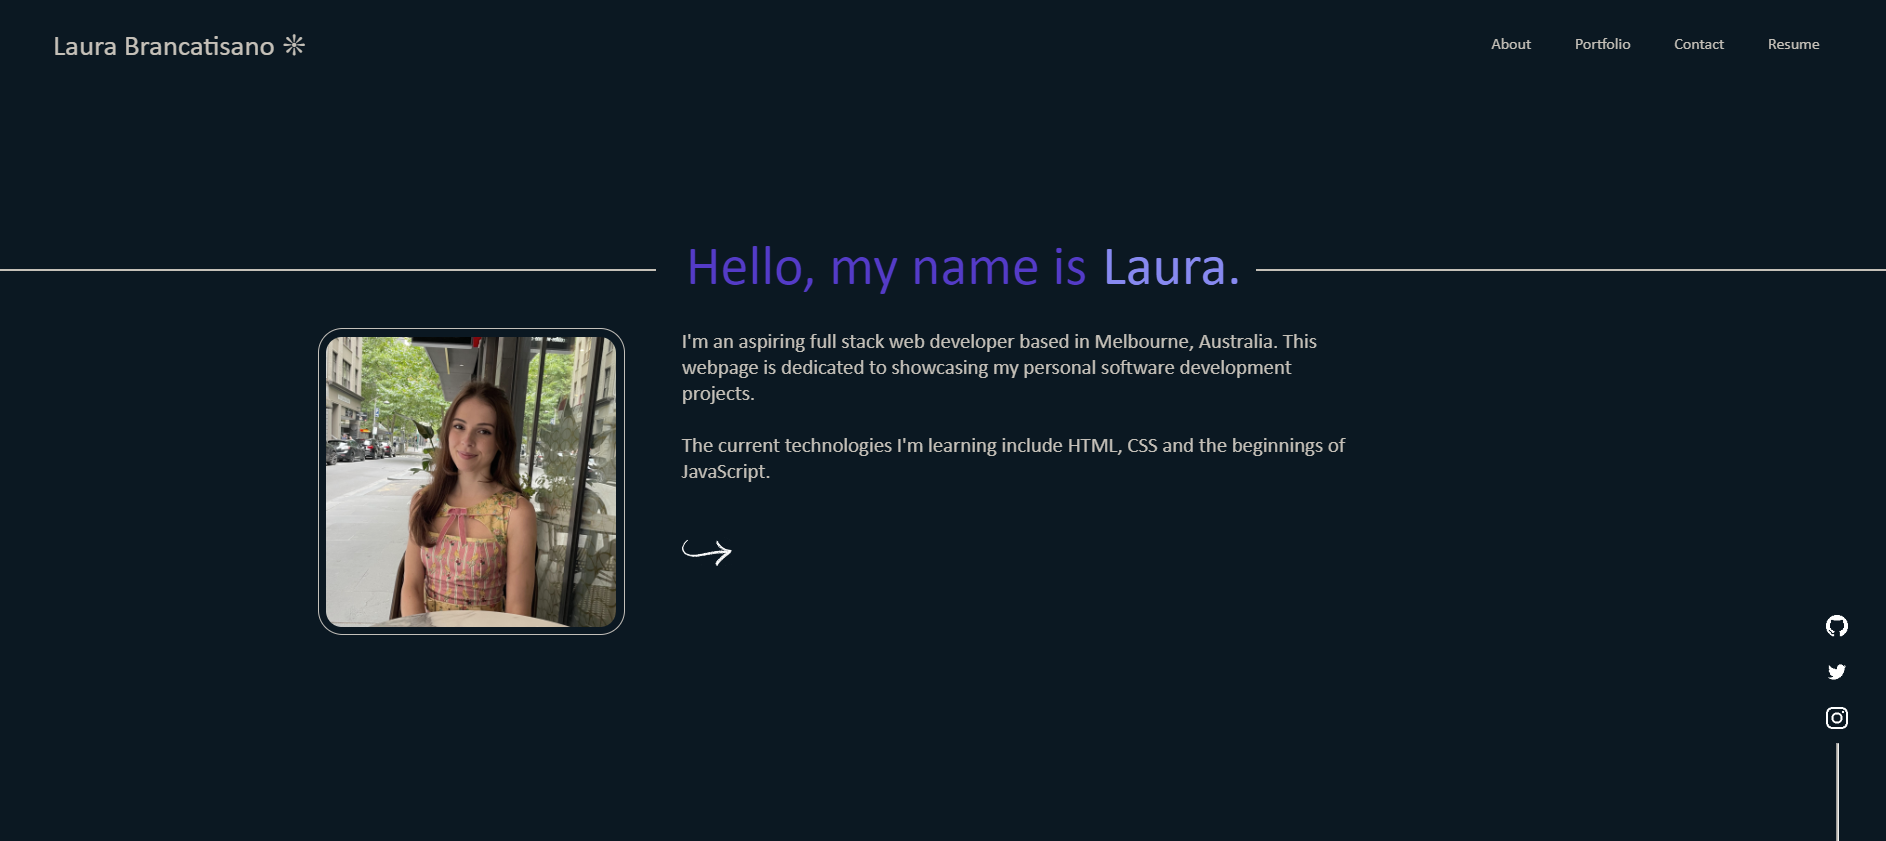 Laura Brancatisano ❊
About
Portfolio
Contact
Resume
Hello, my name is Laura.
I'm an aspiring full stack web developer based in Melbourne, Australia. This
webpage is dedicated to showcasing my personal software development
projects.
The current technologies I'm learning include HTML, CSS and the beginnings of
JavaScript.